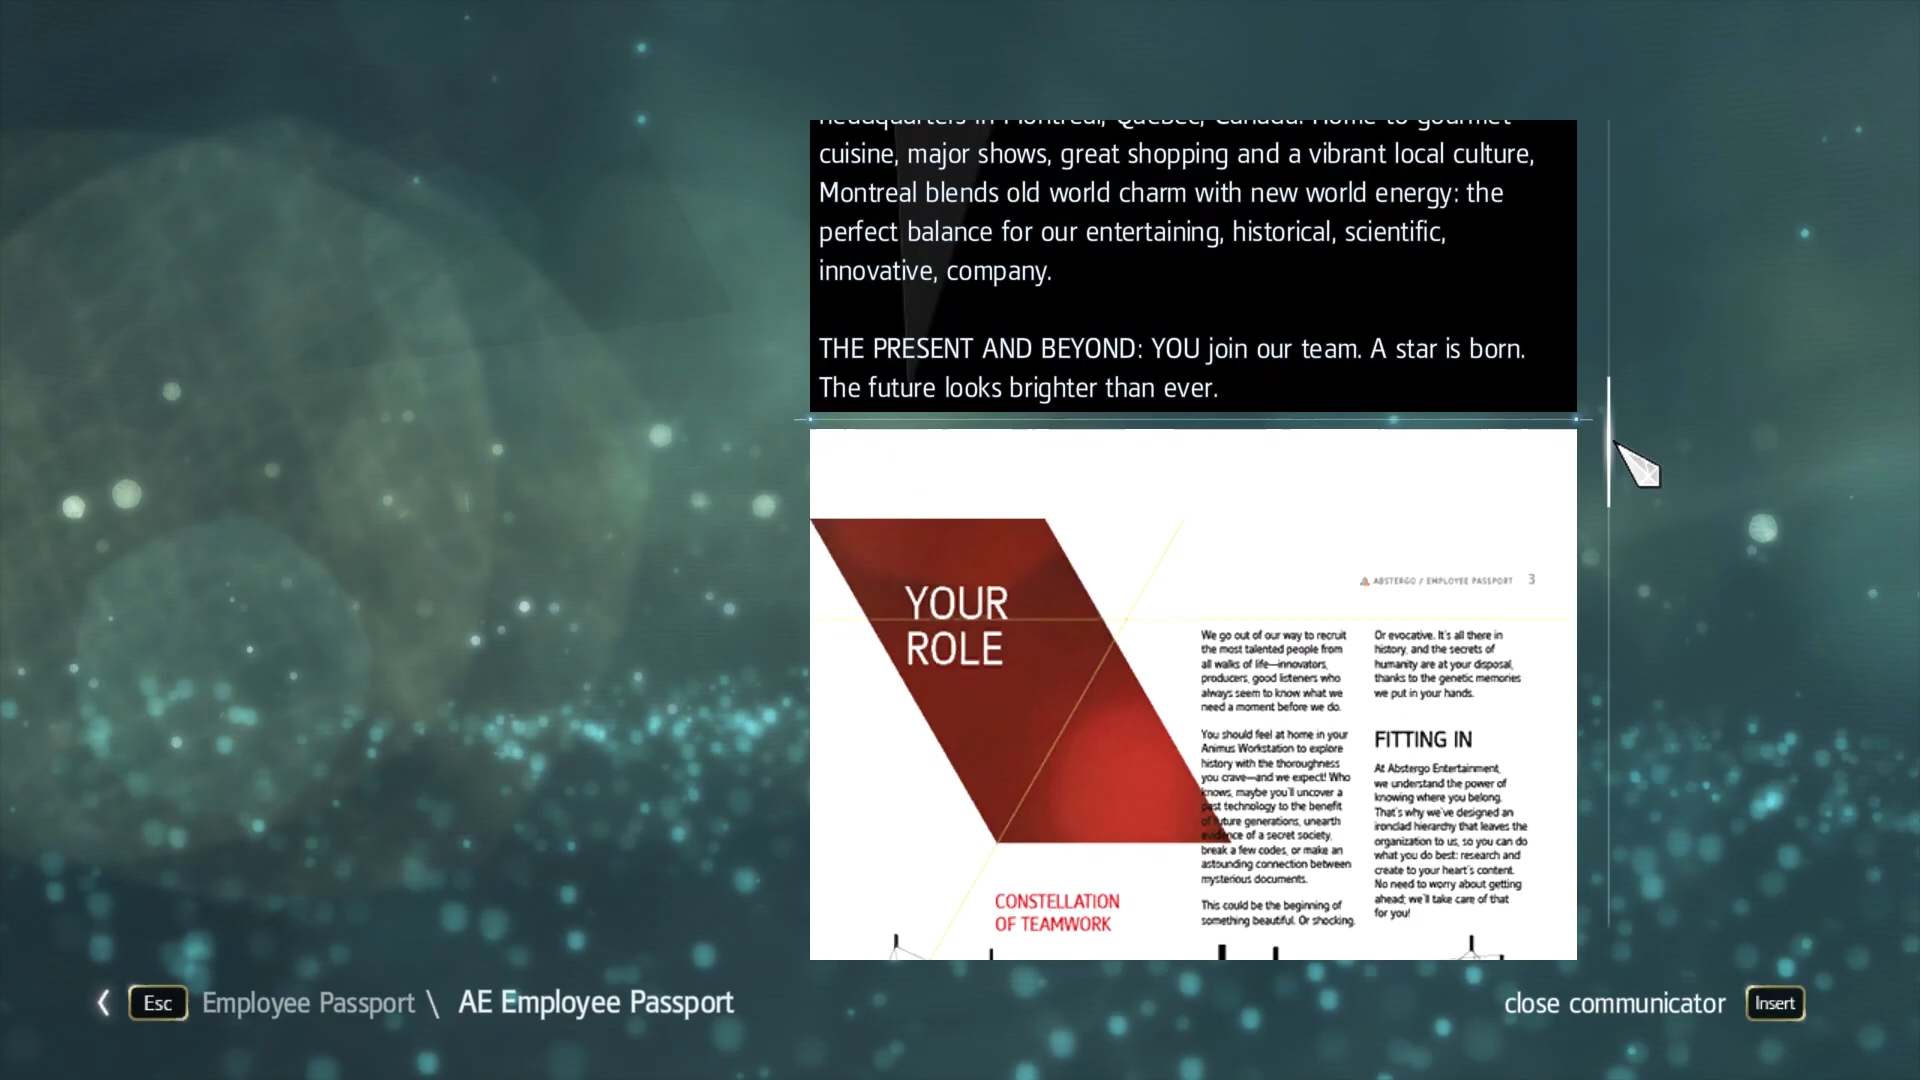 headquarters in Montreal, Quebec, Canada. Home to gourmet
cuisine, major shows, great shopping and a vibrant local culture,
Montreal blends old world charm with new world energy: the
perfect balance for our entertaining, historical, scientific,
innovative, company.
THE PRESENT AND BEYOND: YOU join our team. A star is born.
The future looks brighter than ever.
ABSTERGO / EMPLOYEE PASSPORT 3
YOUR
ROLE
CONSTELLATION
OF TEAMWORK
We go out of our way to recruit
the most talented people from
all walks of life—innovators,
producers, good listeners who
always seem to know what we
need a moment before we do.
You should feel at home in your
Animus Workstation to explore
history with the thoroughness
you crave—and we expect! Who
knows, maybe you'll uncover a
past technology to the benefit
of future generations, unearth
evidence of a secret society,
break a few codes, or make an
astounding connection between
mysterious documents.
This could be the beginning of
something beautiful. Or shocking.
Or evocative. It's all there in
history, and the secrets of
humanity are at your disposal,
thanks to the genetic memories
we put in your hands.
FITTING IN
At Abstergo Entertainment,
we understand the power of
knowing where you belong.
That's why we've designed an
ironclad hierarchy that leaves the
organization to us, so you can do
what you do best: research and
create to your heart's content.
No need to worry about getting
ahead; we'll take care of that
for you!
Esc Employee Passport \ AE Employee Passport
close communicator Insert